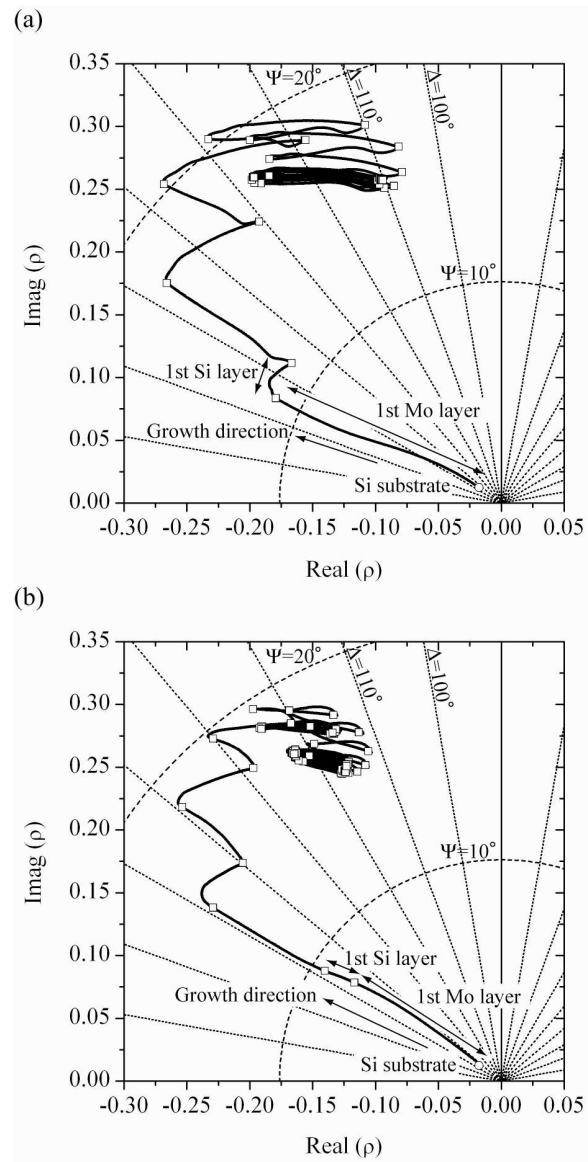 (a)
0.35
Ψ=20°
Δ=110°
Δ=100°
0.30
0.25
0.20
Ψ=10°
0.15
Imag (ρ)
1st Si layer
0.10
1st Mo layer
Growth direction
0.05
Si substrate
0.00
-0.30 -0.25 -0.20 -0.15 -0.10 -0.05 0.00 0.05
Real (ρ)
(b)
0.35
Ψ=20°
Δ=110°
Δ=100°
0.30
0.25
0.20
Ψ=10°
0.15
Imag (ρ)
0.10
1st Si layer
1st Mo layer
Growth direction
0.05
Si substrate
0.00
-0.30 -0.25 -0.20 -0.15 -0.10 -0.05 0.00 0.05
Real (ρ)